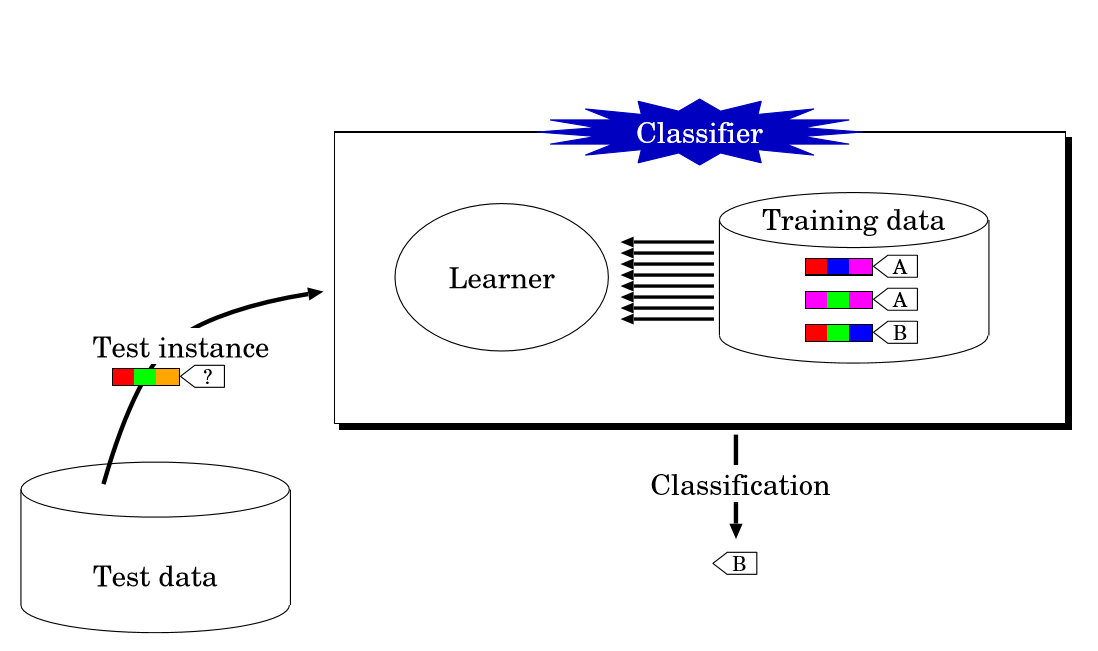 Classifier
Training data
Learner
A
A
B
Test instance
?
Classification
B
Test data